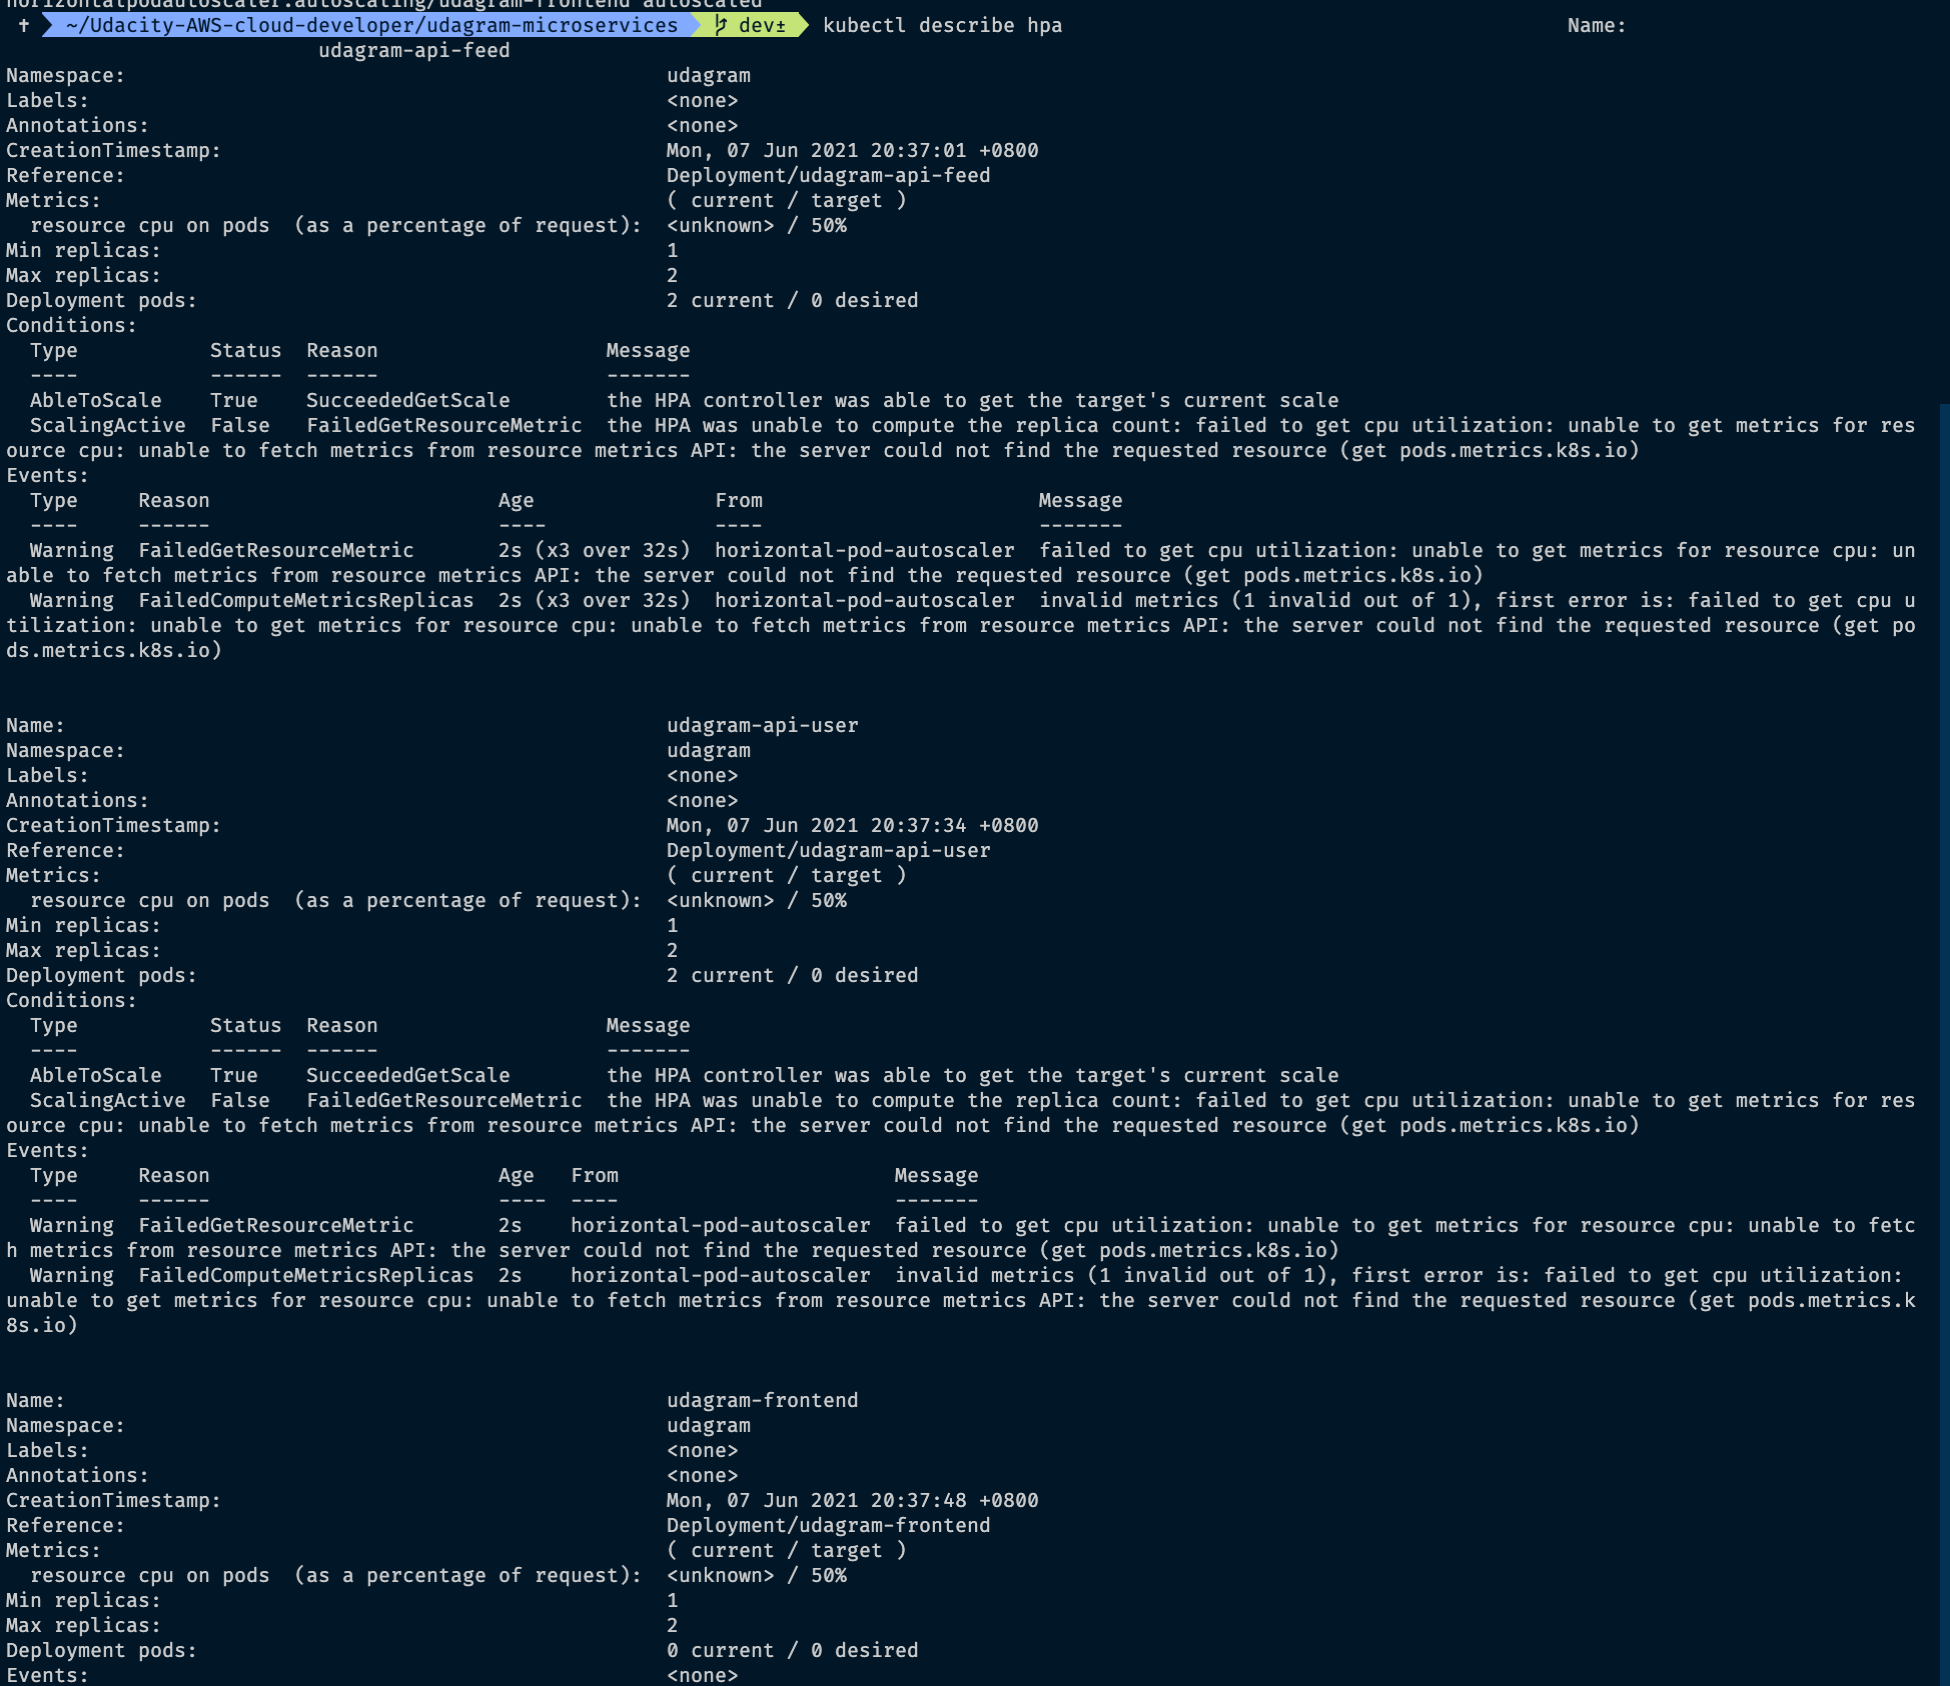 horizontalpodautoscaler.autoscaling/udagram-frontend autoscaled
† ~/Udacity-AWS-cloud-developer/udagram-microservices dev± kubectl describe hpa Name:
udagram-api-feed
Namespace: udagram
Labels: <none>
Annotations: <none>
CreationTimestamp: Mon, 07 Jun 2021 20:37:01 +0800
Reference: Deployment/udagram-api-feed
Metrics: ( current / target )
resource cpu on pods (as a percentage of request): <unknown> / 50%
Min replicas: 1
Max replicas: 2
Deployment pods: 2 current / 0 desired
Conditions:
Type Status Reason Message
---- ------ ------ -------
AbleToScale True SucceededGetScale the HPA controller was able to get the target's current scale
ScalingActive False FailedGetResourceMetric the HPA was unable to compute the replica count: failed to get cpu utilization: unable to get metrics for res
ource cpu: unable to fetch metrics from resource metrics API: the server could not find the requested resource (get pods.metrics.k8s.io)
Events:
Type Reason Age From Message
---- ------ ---- ---- -------
Warning FailedGetResourceMetric 2s (x3 over 32s) horizontal-pod-autoscaler failed to get cpu utilization: unable to get metrics for resource cpu: un
able to fetch metrics from resource metrics API: the server could not find the requested resource (get pods.metrics.k8s.io)
Warning FailedComputeMetricsReplicas 2s (x3 over 32s) horizontal-pod-autoscaler invalid metrics (1 invalid out of 1), first error is: failed to get cpu u
tilization: unable to get metrics for resource cpu: unable to fetch metrics from resource metrics API: the server could not find the requested resource (get po
ds.metrics.k8s.io)
Name: udagram-api-user
Namespace: udagram
Labels: <none>
Annotations: <none>
CreationTimestamp: Mon, 07 Jun 2021 20:37:34 +0800
Reference: Deployment/udagram-api-user
Metrics: ( current / target )
resource cpu on pods (as a percentage of request): <unknown> / 50%
Min replicas: 1
Max replicas: 2
Deployment pods: 2 current / 0 desired
Conditions:
Type Status Reason Message
---- ------ ------ -------
AbleToScale True SucceededGetScale the HPA controller was able to get the target's current scale
ScalingActive False FailedGetResourceMetric the HPA was unable to compute the replica count: failed to get cpu utilization: unable to get metrics for res
ource cpu: unable to fetch metrics from resource metrics API: the server could not find the requested resource (get pods.metrics.k8s.io)
Events:
Type Reason Age From Message
---- ------ ---- ---- -------
Warning FailedGetResourceMetric 2s horizontal-pod-autoscaler failed to get cpu utilization: unable to get metrics for resource cpu: unable to fetc
h metrics from resource metrics API: the server could not find the requested resource (get pods.metrics.k8s.io)
Warning FailedComputeMetricsReplicas 2s horizontal-pod-autoscaler invalid metrics (1 invalid out of 1), first error is: failed to get cpu utilization:
unable to get metrics for resource cpu: unable to fetch metrics from resource metrics API: the server could not find the requested resource (get pods.metrics.k
8s.io)
Name: udagram-frontend
Namespace: udagram
Labels: <none>
Annotations: <none>
CreationTimestamp: Mon, 07 Jun 2021 20:37:48 +0800
Reference: Deployment/udagram-frontend
Metrics: ( current / target )
resource cpu on pods (as a percentage of request): <unknown> / 50%
Min replicas: 1
Max replicas: 2
Deployment pods: 0 current / 0 desired
Events: <none>